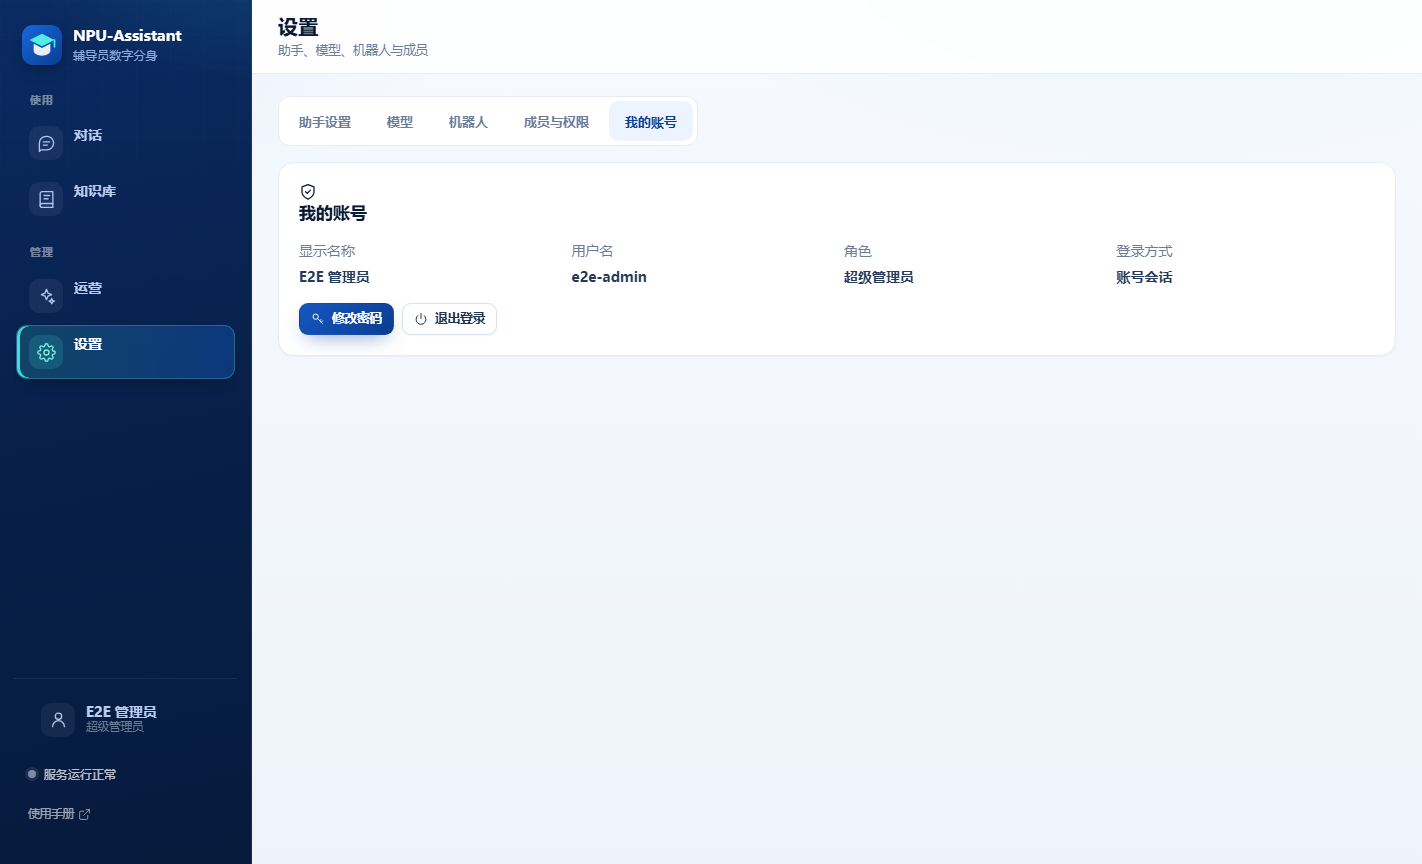 NPU-Assistant
辅导员数字分身
使用
对话
知识库
管理
运营
设置
E2E 管理员
超级管理员
服务运行正常
使用手册
设置
助手、模型、机器人与成员
助手设置
模型
机器人
成员与权限
我的账号
我的账号
显示名称
用户名
角色
登录方式
E2E 管理员
e2e-admin
超级管理员
账号会话
修改密码
退出登录